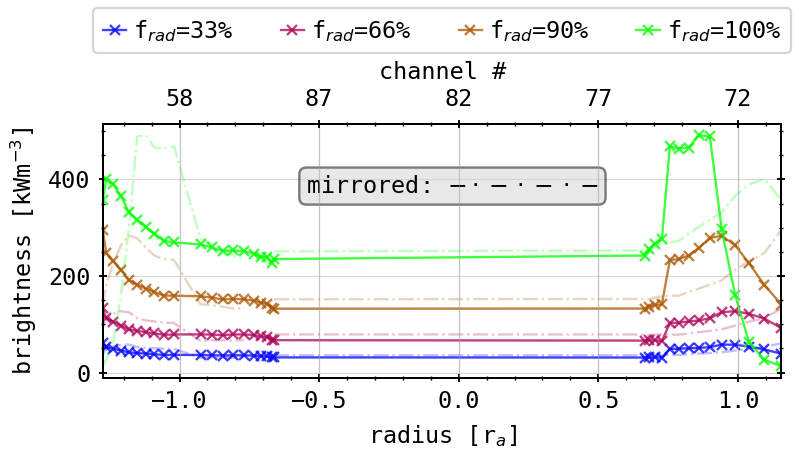 f_rad=33% f_rad=66% f_rad=90% f_rad=100%
channel #
58 87 82 77 72
mirrored: —·—·—·—
400
200
0
brightness [kWm⁻³]
−1.0 −0.5 0.0 0.5 1.0
radius [r_a]